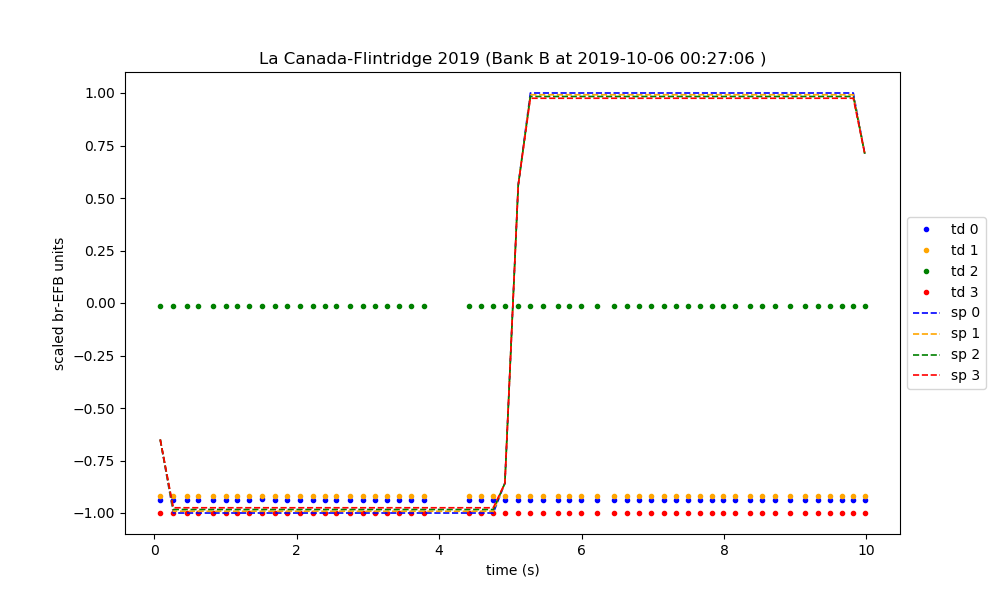 La Canada-Flintridge 2019 (Bank B at 2019-10-06 00:27:06 )
1.00
0.75
0.50
0.25
0.00
−0.25
−0.50
−0.75
−1.00
scaled br-EFB units
0
2
4
6
8
10
time (s)
td 0
td 1
td 2
td 3
sp 0
sp 1
sp 2
sp 3